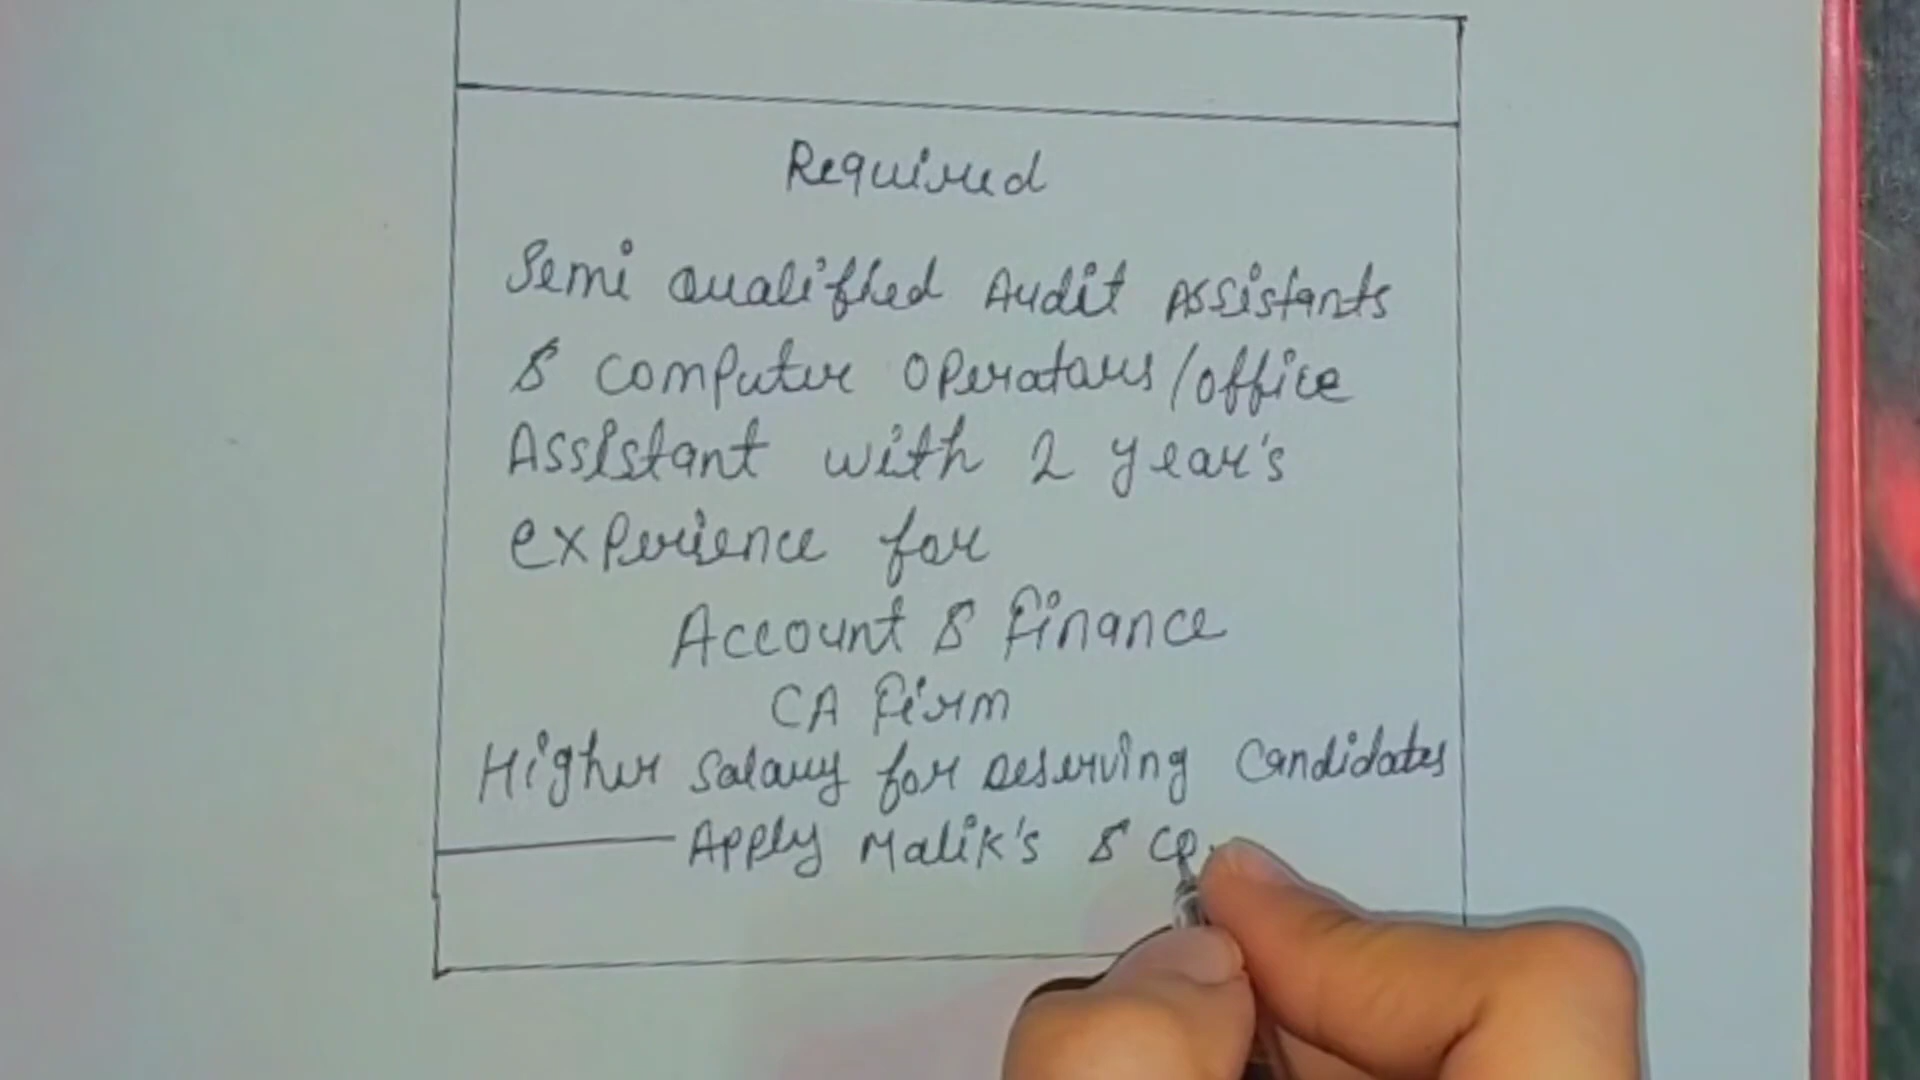 Required
Semi Qualified Audit Assistants
& Computer Operators/office
Assistant with 2 year's
experience for
Account & Finance
CA Firm
Higher salary for Deserving Candidates
Apply Malik's & Co